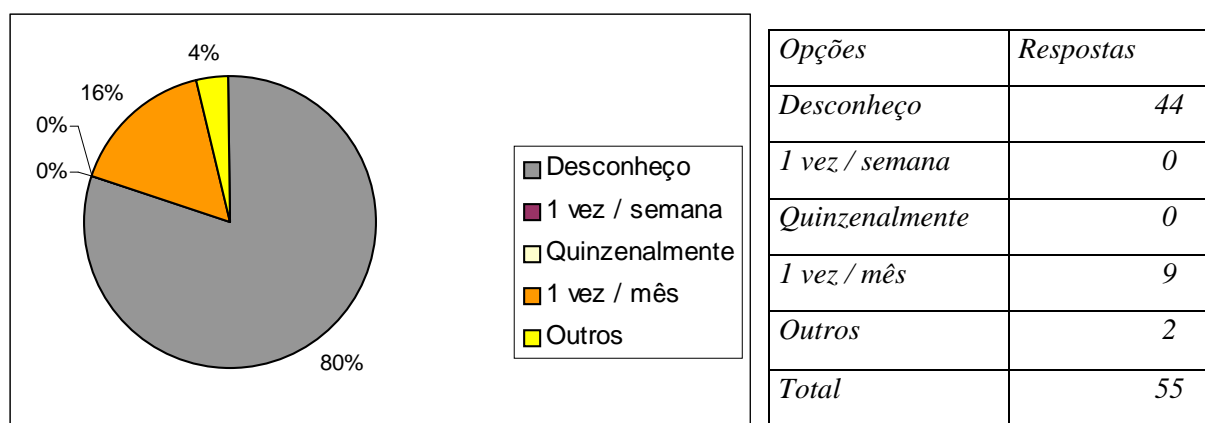 4%
16%
0%
0%
80%
Desconheço
1 vez / semana
Quinzenalmente
1 vez / mês
Outros
Opções Respostas
Desconheço 44
1 vez / semana 0
Quinzenalmente 0
1 vez / mês 9
Outros 2
Total 55